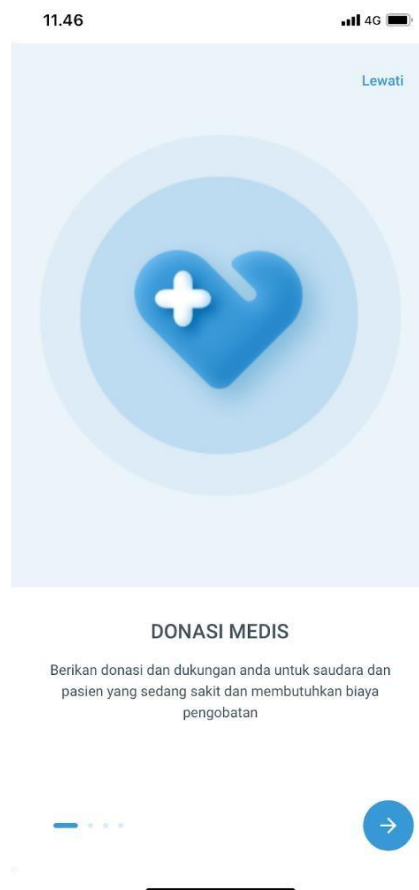 11.46
4G
Lewati
DONASI MEDIS
Berikan donasi dan dukungan anda untuk saudara dan
pasien yang sedang sakit dan membutuhkan biaya
pengobatan